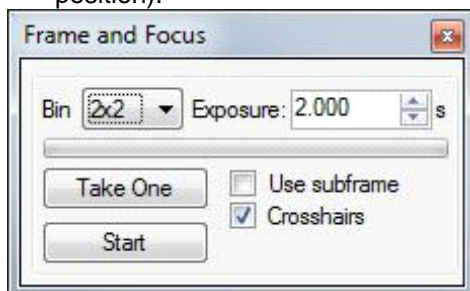 position).
Frame and Focus
Bin 2x2 Exposure: 2.000 s
Take One
Use subframe
Crosshairs
Start